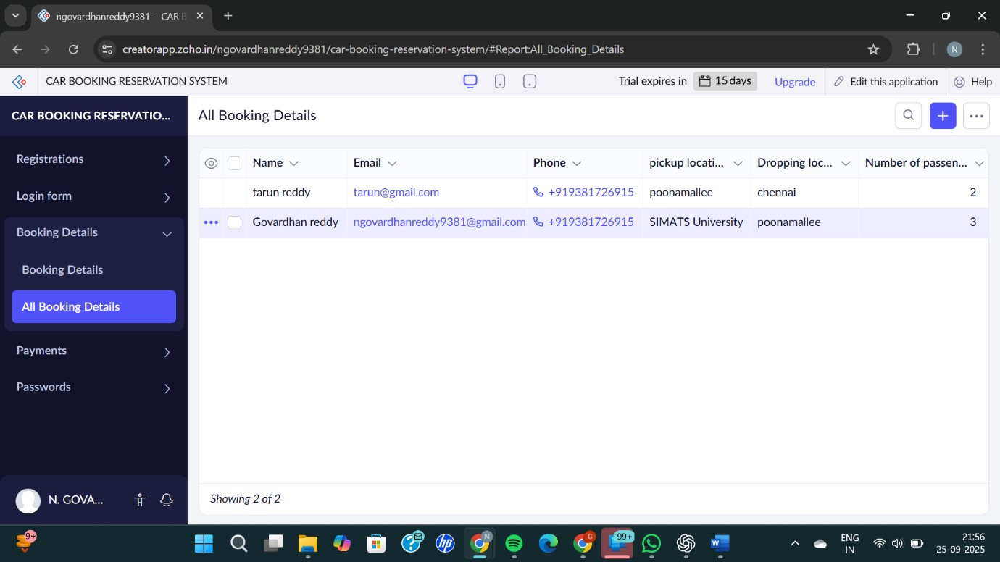 ngovardhanreddy9381 - CAR B
creatorapp.zoho.in/ngovardhanreddy9381/car-booking-reservation-system/#Report:All_Booking_Details
N
CAR BOOKING RESERVATION SYSTEM
Trial expires in 15 days Upgrade Edit this application Help
CAR BOOKING RESERVATIO...
All Booking Details
Registrations
Login form
Booking Details
Booking Details
All Booking Details
Payments
Passwords
N. GOVA...
Name Email Phone pickup locati... Dropping loc... Number of passen...
tarun reddy tarun@gmail.com +919381726915 poonamallee chennai 2
Govardhan reddy ngovardhanreddy9381@gmail.com +919381726915 SIMATS University poonamallee 3
Showing 2 of 2
9+
hp
N
G
99+
W
ENG
IN
21:56
25-09-2025